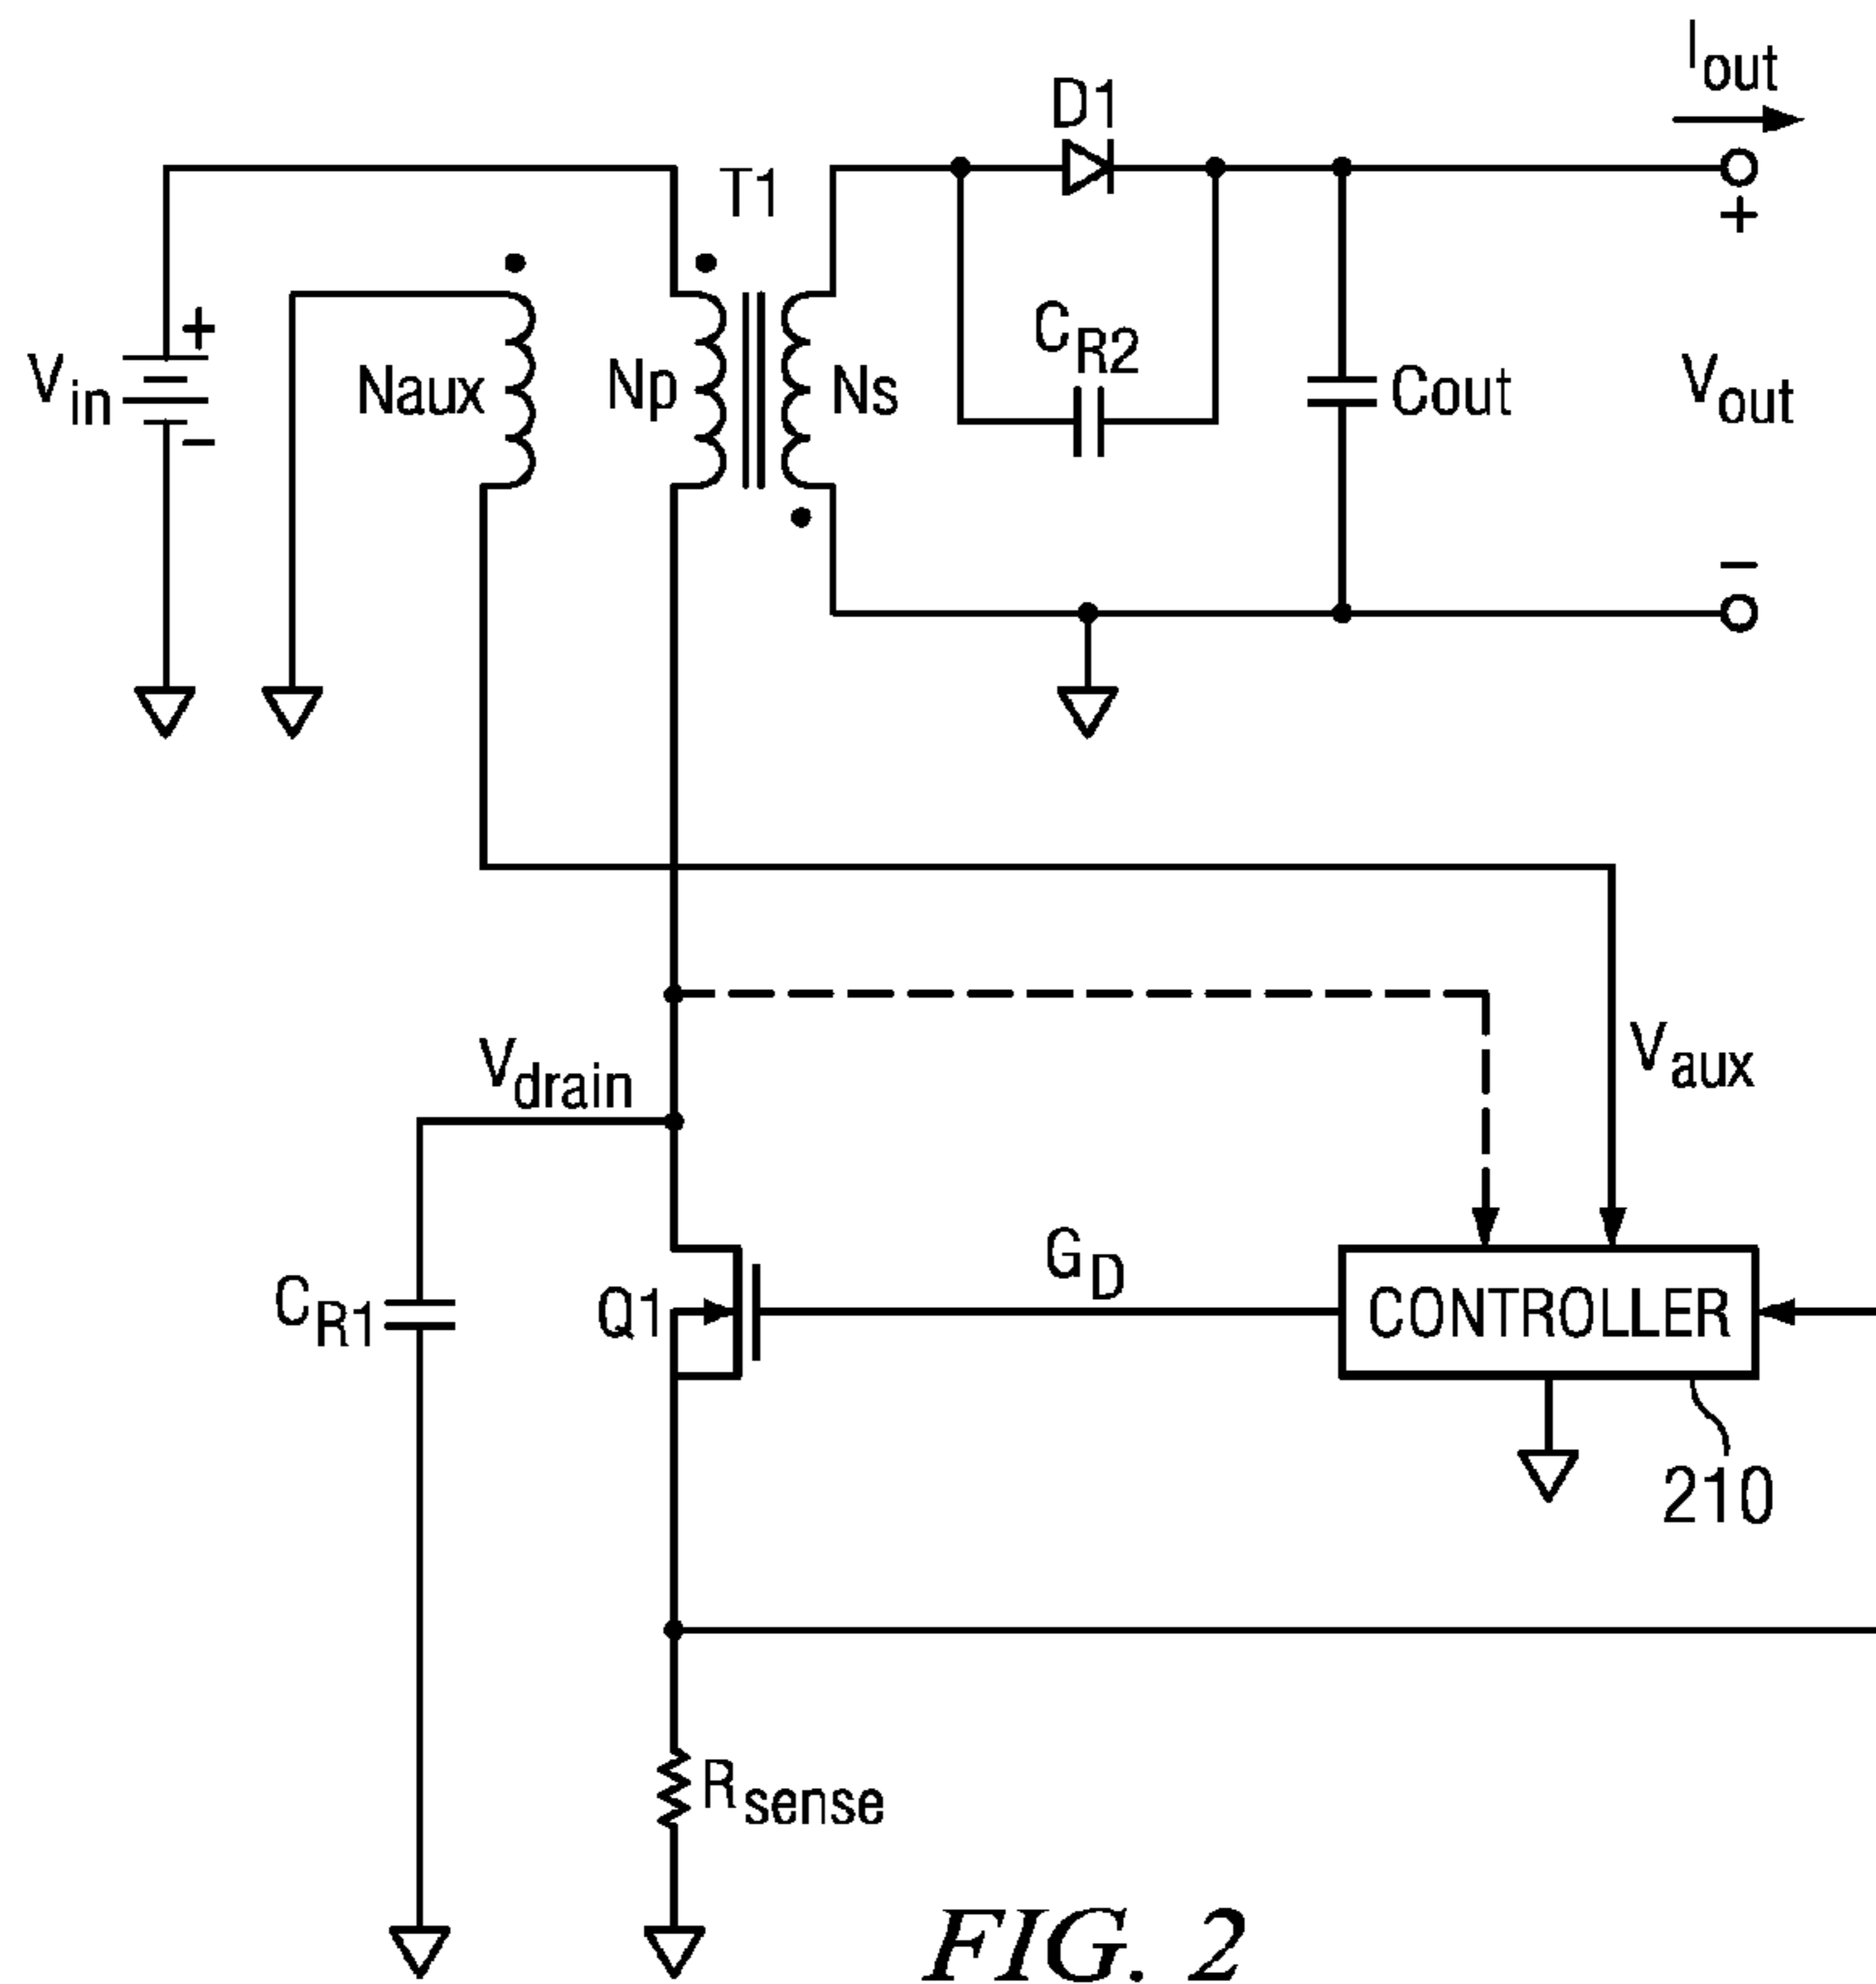 Iout
D1
T1
+
+
CR2
Vin
Naux
Np
Ns
Cout
Vout
−
−
Vdrain
Vaux
GD
CR1
Q1
CONTROLLER
210
Rsense
FIG. 2